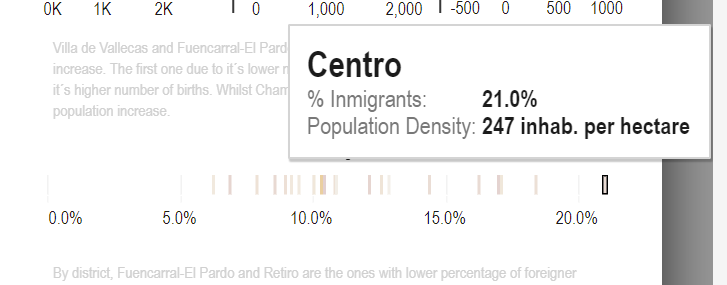 0K 1K 2K 0 1,000 2,000 -500 0 500 1000
Villa de Vallecas and Fuencarral-El Pardo
increase. The first one due to it´s lower
it´s higher number of births. Whilst Cham
population increase.
Centro
% Inmigrants: 21.0%
Population Density: 247 inhab. per hectare
0.0% 5.0% 10.0% 15.0% 20.0%
By district, Fuencarral-El Pardo and Retiro are the ones with lower percentage of foreigner